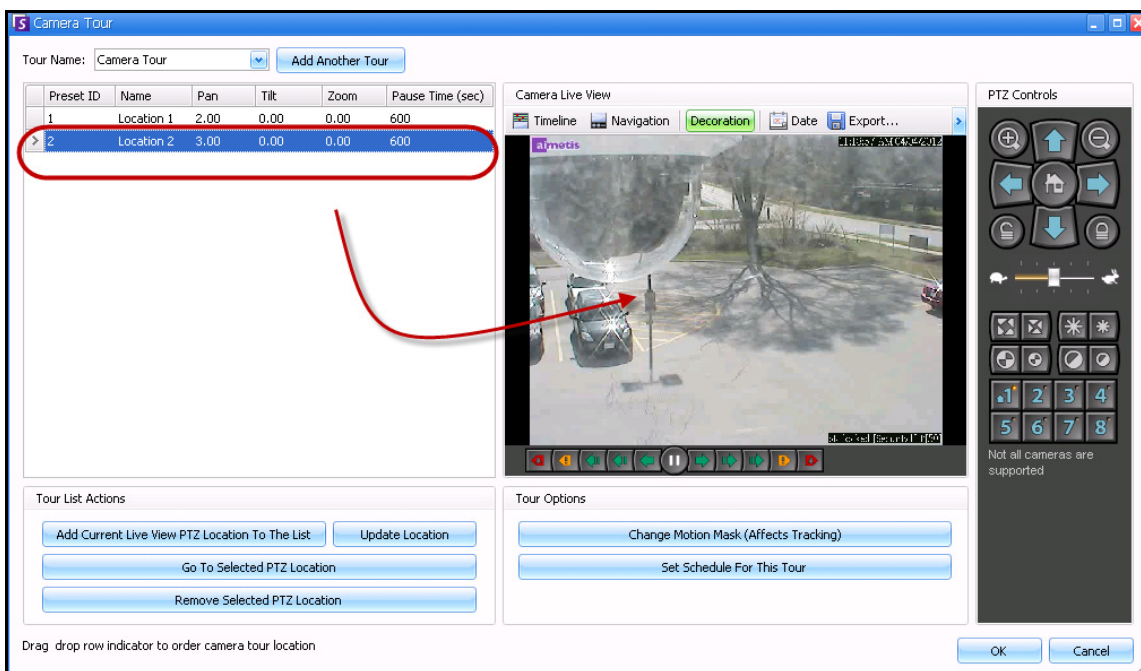 S Camera Tour
Tour Name: Camera Tour Add Another Tour
Preset ID Name Pan Tilt Zoom Pause Time (sec)
1 Location 1 2.00 0.00 0.00 600
2 Location 2 3.00 0.00 0.00 600
Camera Live View
Timeline Navigation Decoration Date Export...
aimetis
04/04/2012
PTZ Controls
1 2 3 4
5 6 7 8
Not all cameras are
supported
Tour List Actions
Add Current Live View PTZ Location To The List Update Location
Go To Selected PTZ Location
Remove Selected PTZ Location
Tour Options
Change Motion Mask (Affects Tracking)
Set Schedule For This Tour
Drag drop row indicator to order camera tour location
OK Cancel